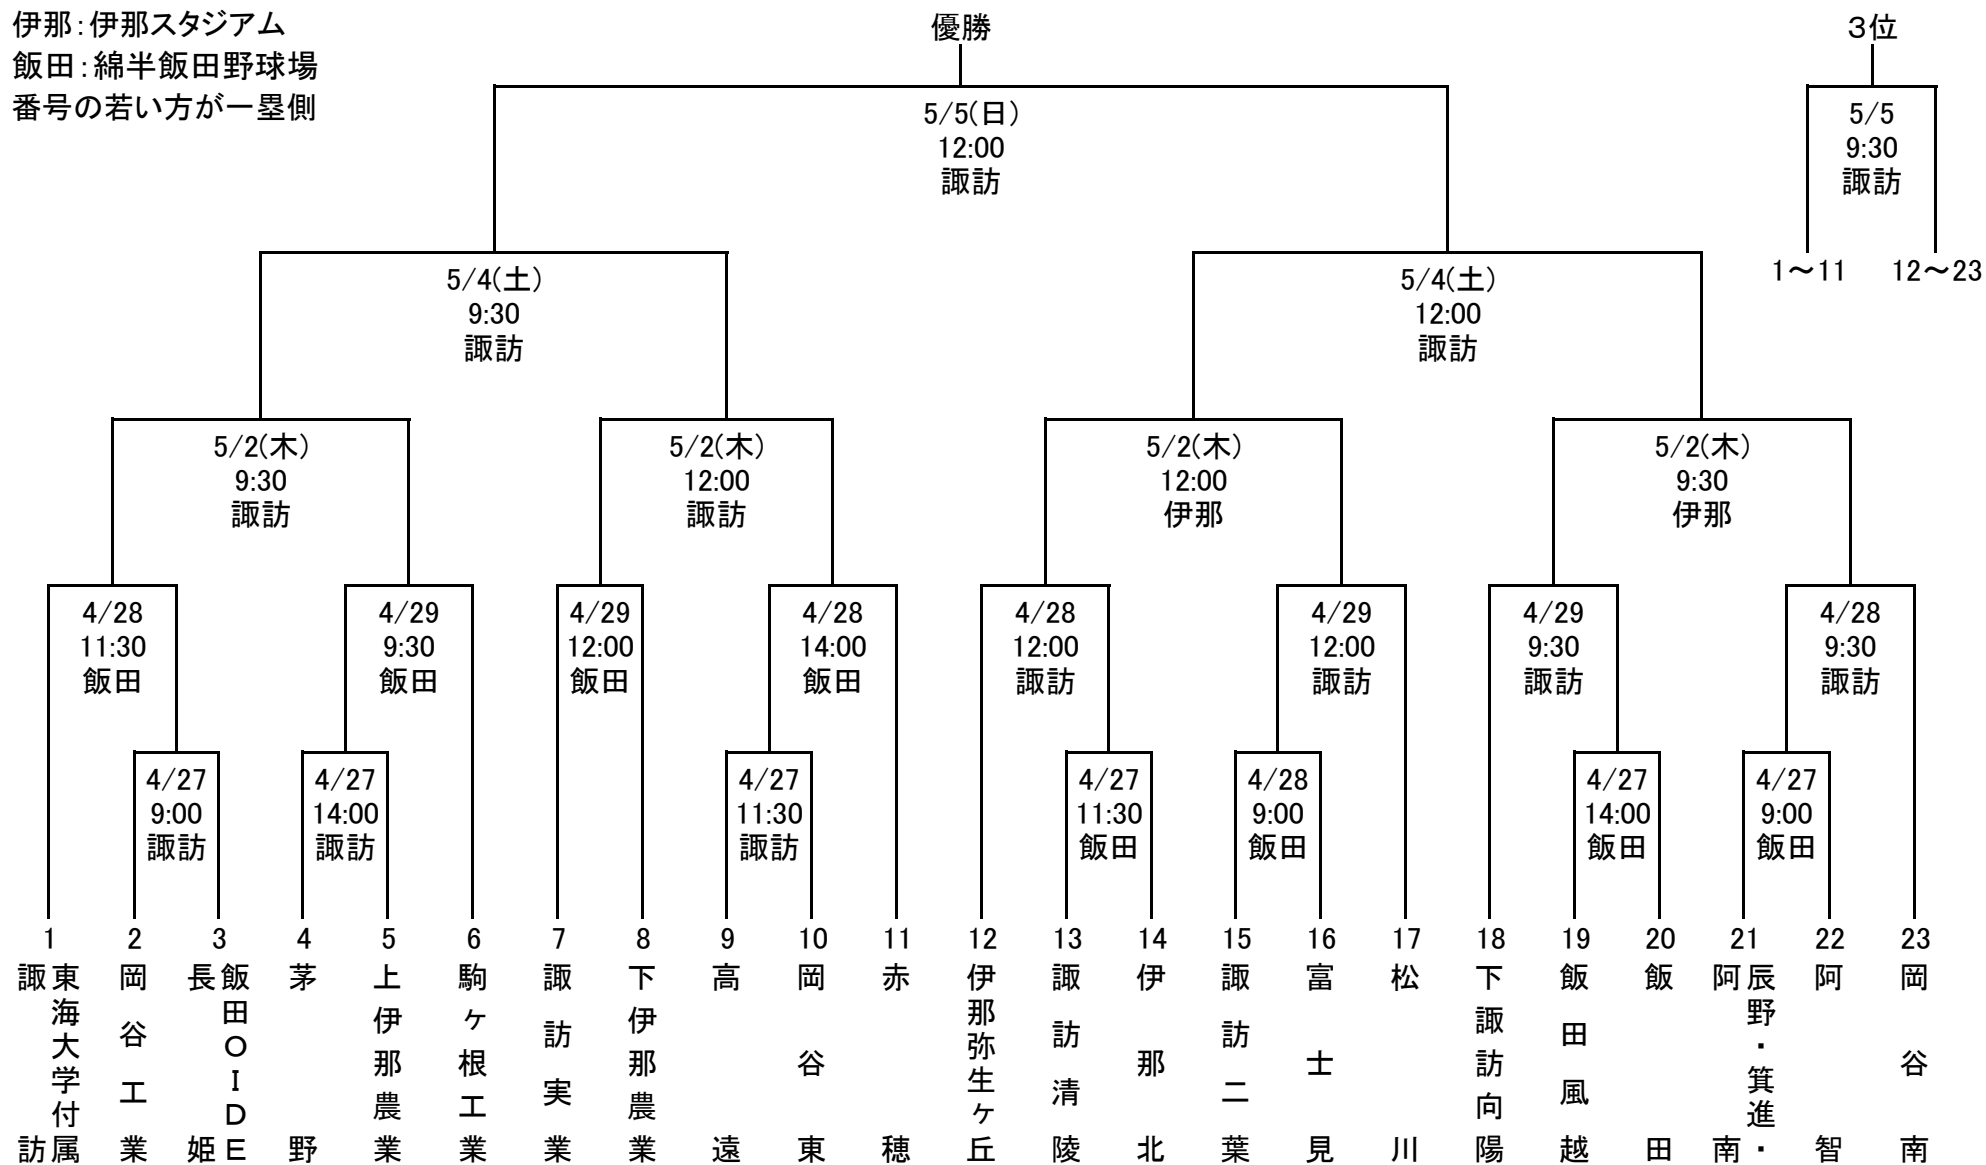 伊那：伊那スタジアム
飯田：綿半飯田野球場
番号の若い方が一塁側
優勝
３位
5/5(日)
12:00
諏訪
5/5
9:30
諏訪
1～11
12～23
5/4(土)
9:30
諏訪
5/4(土)
12:00
諏訪
5/2(木)
9:30
諏訪
5/2(木)
12:00
諏訪
5/2(木)
12:00
伊那
5/2(木)
9:30
伊那
4/28
11:30
飯田
4/29
9:30
飯田
4/29
12:00
飯田
4/28
14:00
飯田
4/28
12:00
諏訪
4/29
12:00
諏訪
4/29
9:30
諏訪
4/28
9:30
諏訪
4/27
9:00
諏訪
4/27
14:00
諏訪
4/27
11:30
諏訪
4/27
11:30
飯田
4/28
9:00
飯田
4/27
14:00
飯田
4/27
9:00
飯田
1
東海大学付属
諏訪
2
岡谷工業
3
飯田ＯＩＤＥ
長姫
4
茅野
5
上伊那農業
6
駒ヶ根工業
7
諏訪実業
8
下伊那農業
9
高遠
10
岡谷東
11
赤穂
12
伊那弥生ヶ丘
13
諏訪清陵
14
伊那北
15
諏訪二葉
16
富士見
17
松川
18
下諏訪向陽
19
飯田風越
20
飯田
21
辰野・箕進・
阿南
22
阿智
23
岡谷南